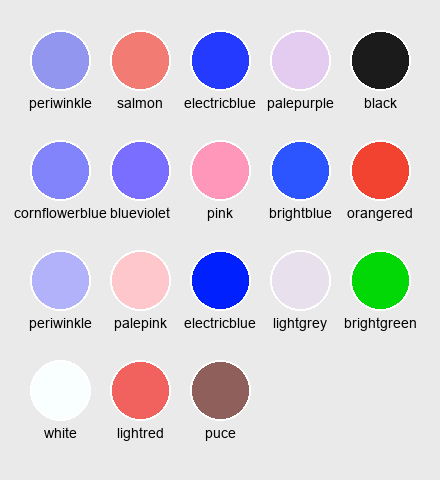 periwinkle salmon electricblue palepurple black
cornflowerblue blueviolet pink brightblue orangered
periwinkle palepink electricblue lightgrey brightgreen
white lightred puce